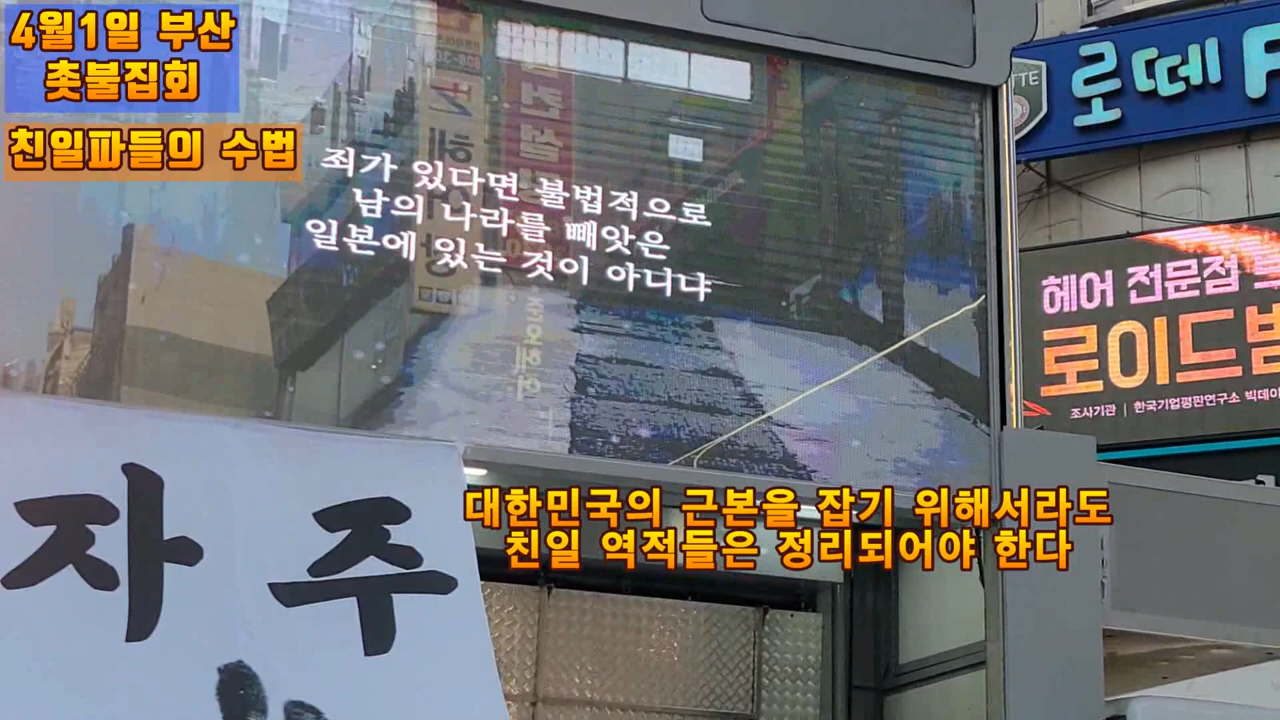 4월1일 부산
촛불집회
친일파들의 수법
죄가 있다면 불법적으로
남의 나라를 빼앗은
일본에 있는 것이 아니냐
로떼
헤어 전문점
로이드밤
조사기관 | 한국기업평판연구소 빅데이
자주
대한민국의 근본을 잡기 위해서라도
친일 역적들은 정리되어야 한다